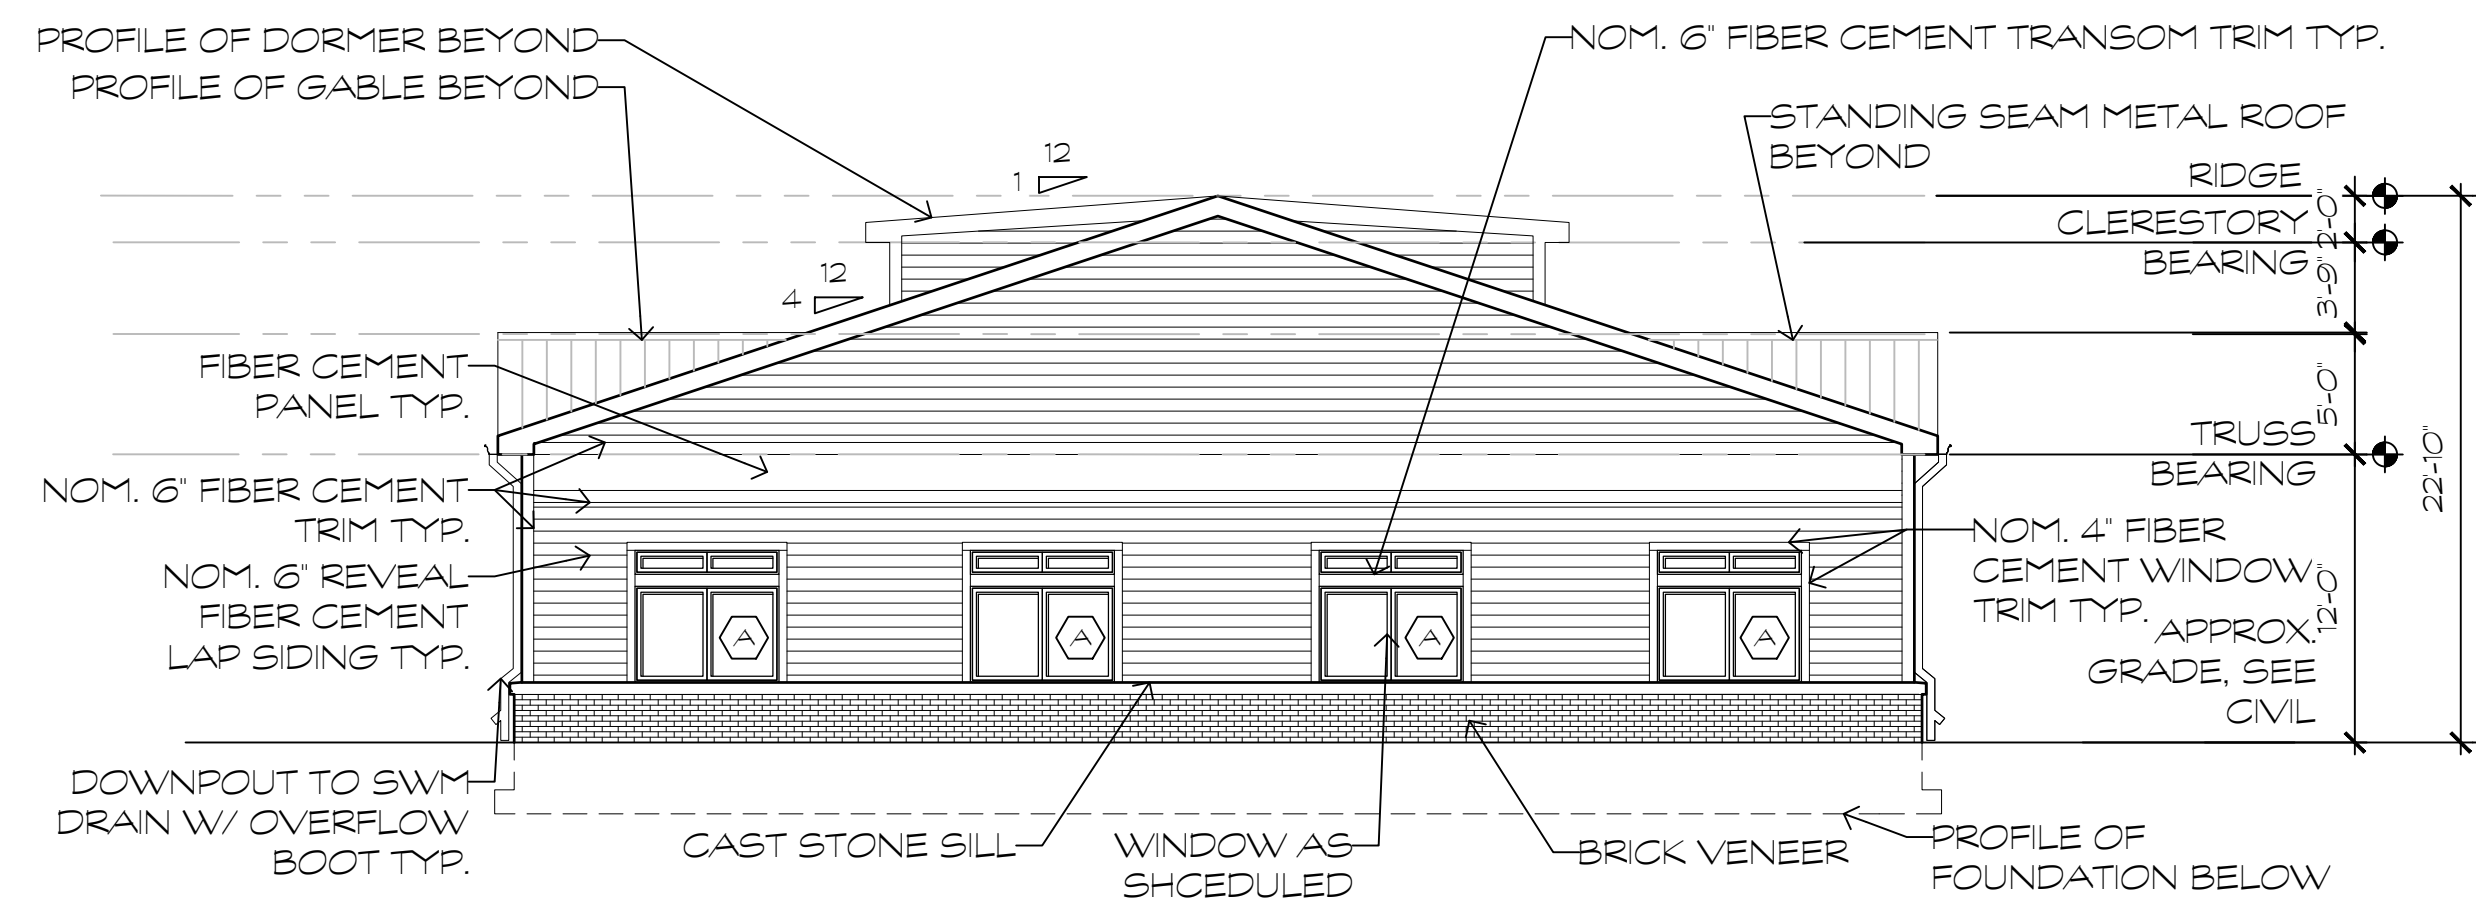 PROFILE OF DORMER BEYOND
PROFILE OF GABLE BEYOND
NOM. 6" FIBER CEMENT TRANSOM TRIM TYP.
STANDING SEAM METAL ROOF
BEYOND
12
1
12
4
RIDGE
2'-0"
CLERESTORY
BEARING
3'-9"
FIBER CEMENT
PANEL TYP.
5'-0"
TRUSS
BEARING
22'-10"
NOM. 6" FIBER CEMENT
TRIM TYP.
NOM. 6" REVEAL
FIBER CEMENT
LAP SIDING TYP.
NOM. 4" FIBER
CEMENT WINDOW
TRIM TYP.
12'-0"
A
A
A
A
APPROX.
GRADE, SEE
CIVIL
DOWNPOUT TO SWM
DRAIN W/ OVERFLOW
BOOT TYP.
CAST STONE SILL
WINDOW AS
SHCEDULED
BRICK VENEER
PROFILE OF
FOUNDATION BELOW